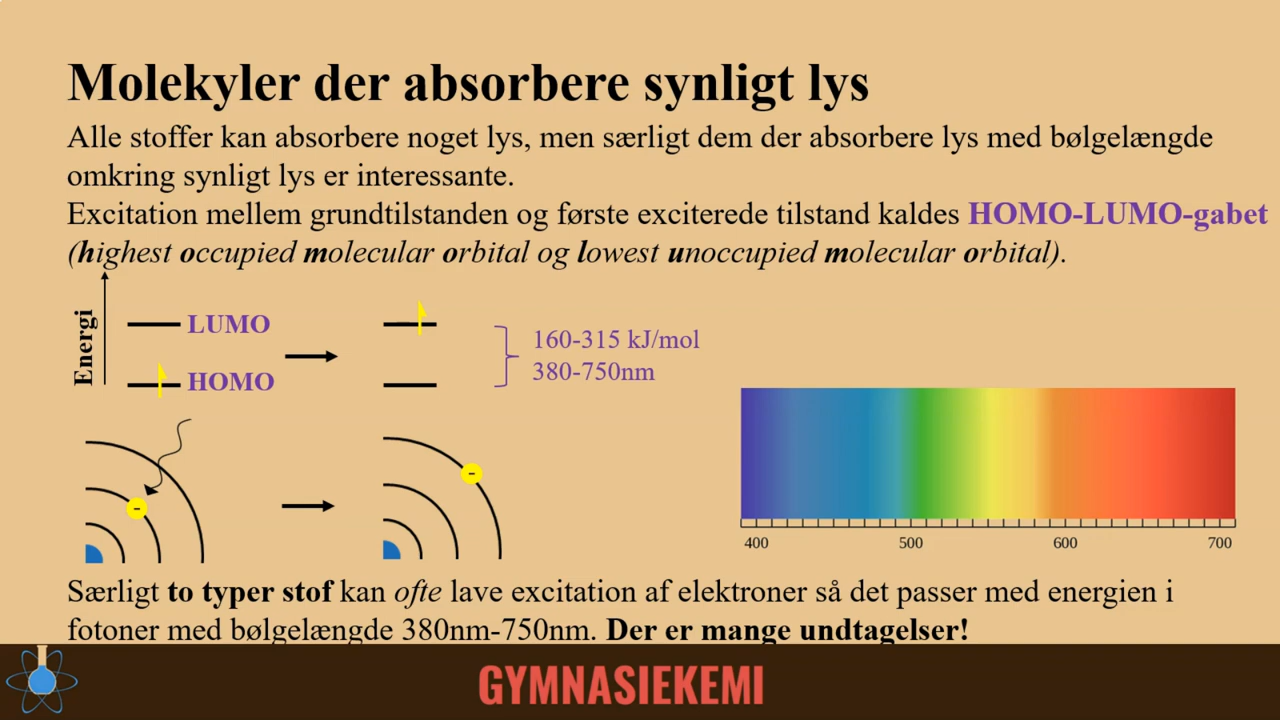 Molekyler der absorbere synligt lys
Alle stoffer kan absorbere noget lys, men særligt dem der absorbere lys med bølgelængde
omkring synligt lys er interessante.
Excitation mellem grundtilstanden og første exciterede tilstand kaldes HOMO-LUMO-gabet
(highest occupied molecular orbital og lowest unoccupied molecular orbital).
Energi
LUMO
HOMO
160-315 kJ/mol
380-750nm
-
-
400 500 600 700
Særligt to typer stof kan ofte lave excitation af elektroner så det passer med energien i
fotoner med bølgelængde 380nm-750nm. Der er mange undtagelser!
GYMNASIEKEMI